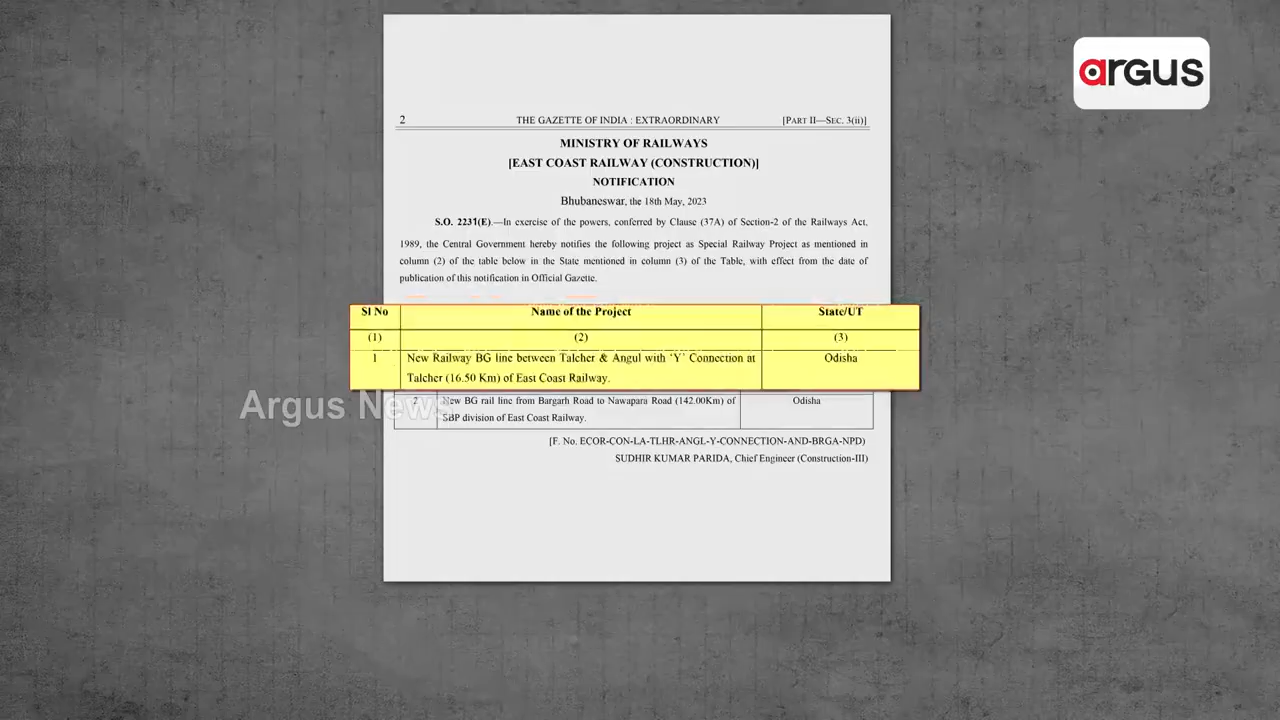 argus
2 THE GAZETTE OF INDIA : EXTRAORDINARY [PART II—SEC. 3(ii)]
MINISTRY OF RAILWAYS
[EAST COAST RAILWAY (CONSTRUCTION)]
NOTIFICATION
Bhubaneswar, the 18th May, 2023
S.O. 2231(E).—In exercise of the powers, conferred by Clause (37A) of Section-2 of the Railways Act,
1989, the Central Government hereby notifies the following project as Special Railway Project as mentioned in
column (2) of the table below in the State mentioned in column (3) of the Table, with effect from the date of
publication of this notification in Official Gazette.
Sl No Name of the Project State/UT
(1) (2) (3)
1 New Railway BG line between Talcher & Angul with ‘Y’ Connection at Odisha
Talcher (16.50 Km) of East Coast Railway.
2 New BG rail line from Bargarh Road to Nawapara Road (142.00Km) of Odisha
SBP division of East Coast Railway.
Argus News
[F. No. ECOR-CON-LA-TLHR-ANGL-Y-CONNECTION-AND-BRGA-NPD)
SUDHIR KUMAR PARIDA, Chief Engineer (Construction-III)